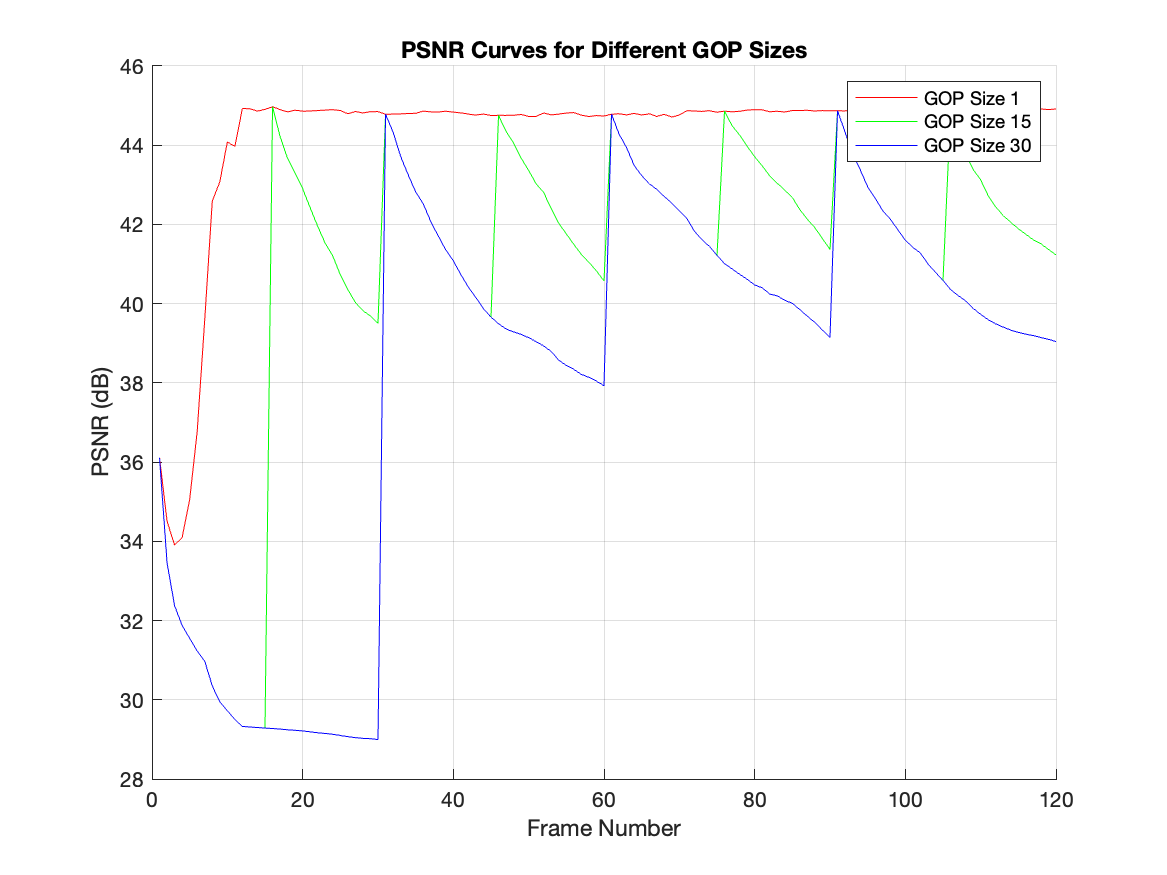 PSNR Curves for Different GOP Sizes
46
44
42
40
38
36
34
32
30
28
PSNR (dB)
GOP Size 1
GOP Size 15
GOP Size 30
0 20 40 60 80 100 120
Frame Number